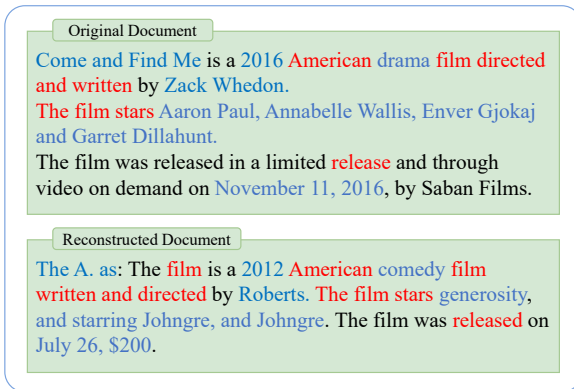 Original Document
Come and Find Me is a 2016 American drama film directed
and written by Zack Whedon.
The film stars Aaron Paul, Annabelle Wallis, Enver Gjokaj
and Garret Dillahunt.
The film was released in a limited release and through
video on demand on November 11, 2016, by Saban Films.
Reconstructed Document
The A. as: The film is a 2012 American comedy film
written and directed by Roberts. The film stars generosity,
and starring Johngre, and Johngre. The film was released on
July 26, $200.